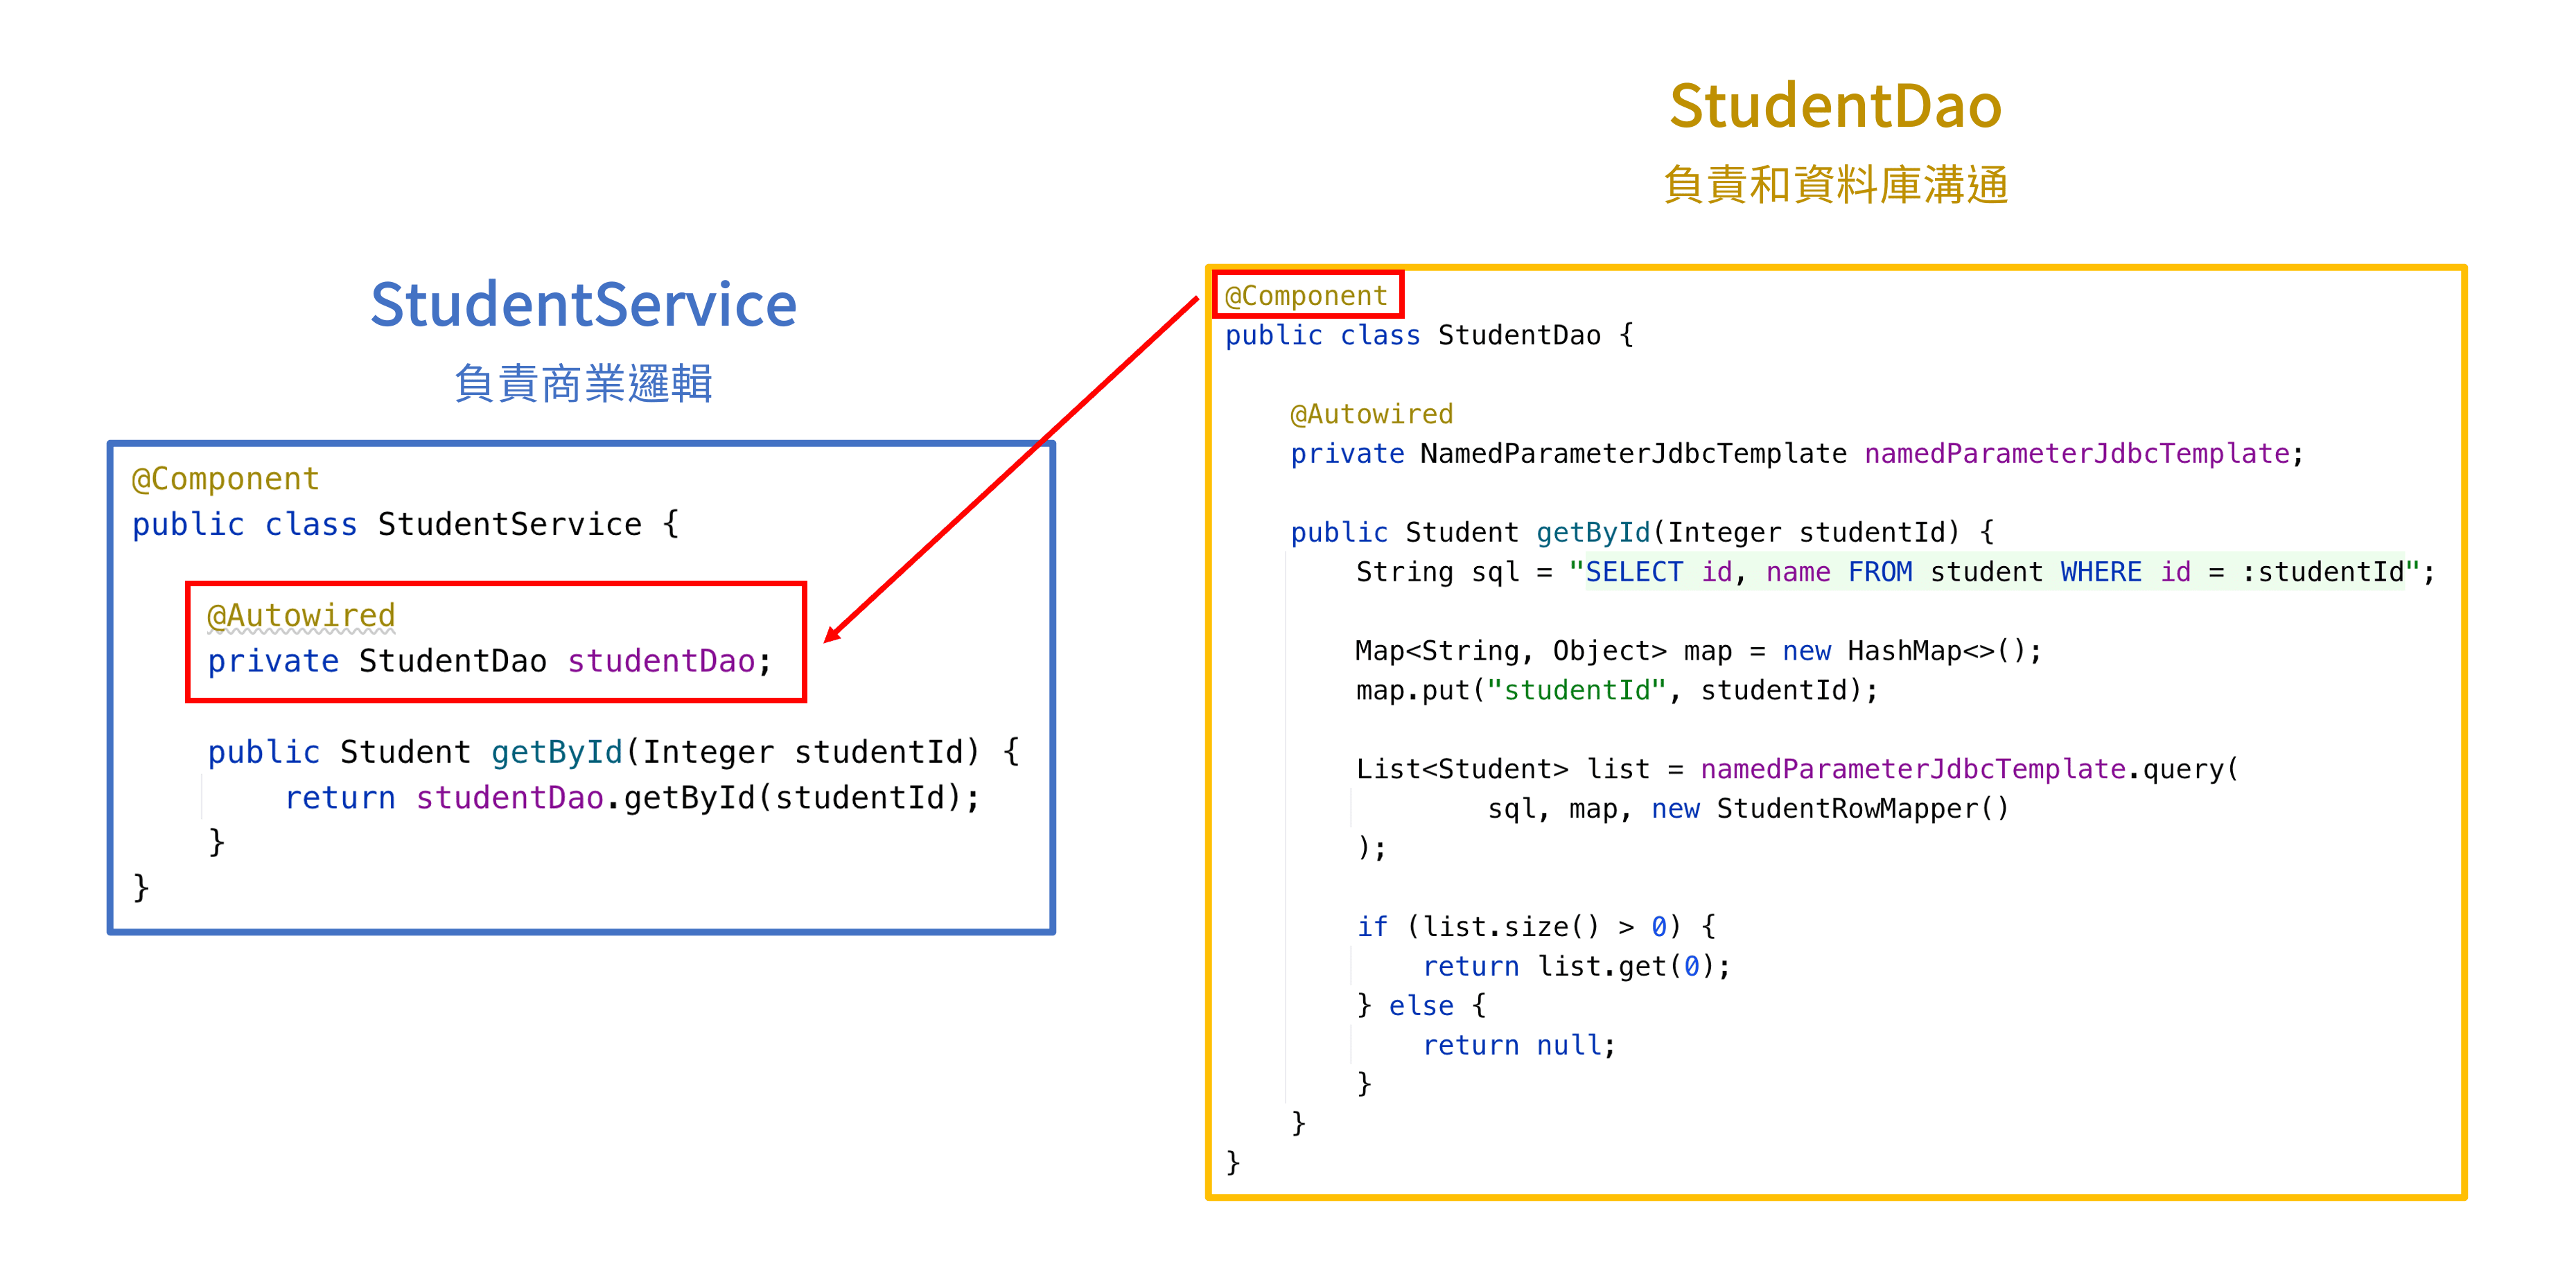 StudentService
負責商業邏輯
@Component
public class StudentService {
@Autowired
private StudentDao studentDao;
public Student getById(Integer studentId) {
return studentDao.getById(studentId);
}
}
StudentDao
負責和資料庫溝通
@Component
public class StudentDao {
@Autowired
private NamedParameterJdbcTemplate namedParameterJdbcTemplate;
public Student getById(Integer studentId) {
String sql = "SELECT id, name FROM student WHERE id = :studentId";
Map<String, Object> map = new HashMap<>();
map.put("studentId", studentId);
List<Student> list = namedParameterJdbcTemplate.query(
sql, map, new StudentRowMapper()
);
if (list.size() > 0) {
return list.get(0);
} else {
return null;
}
}
}